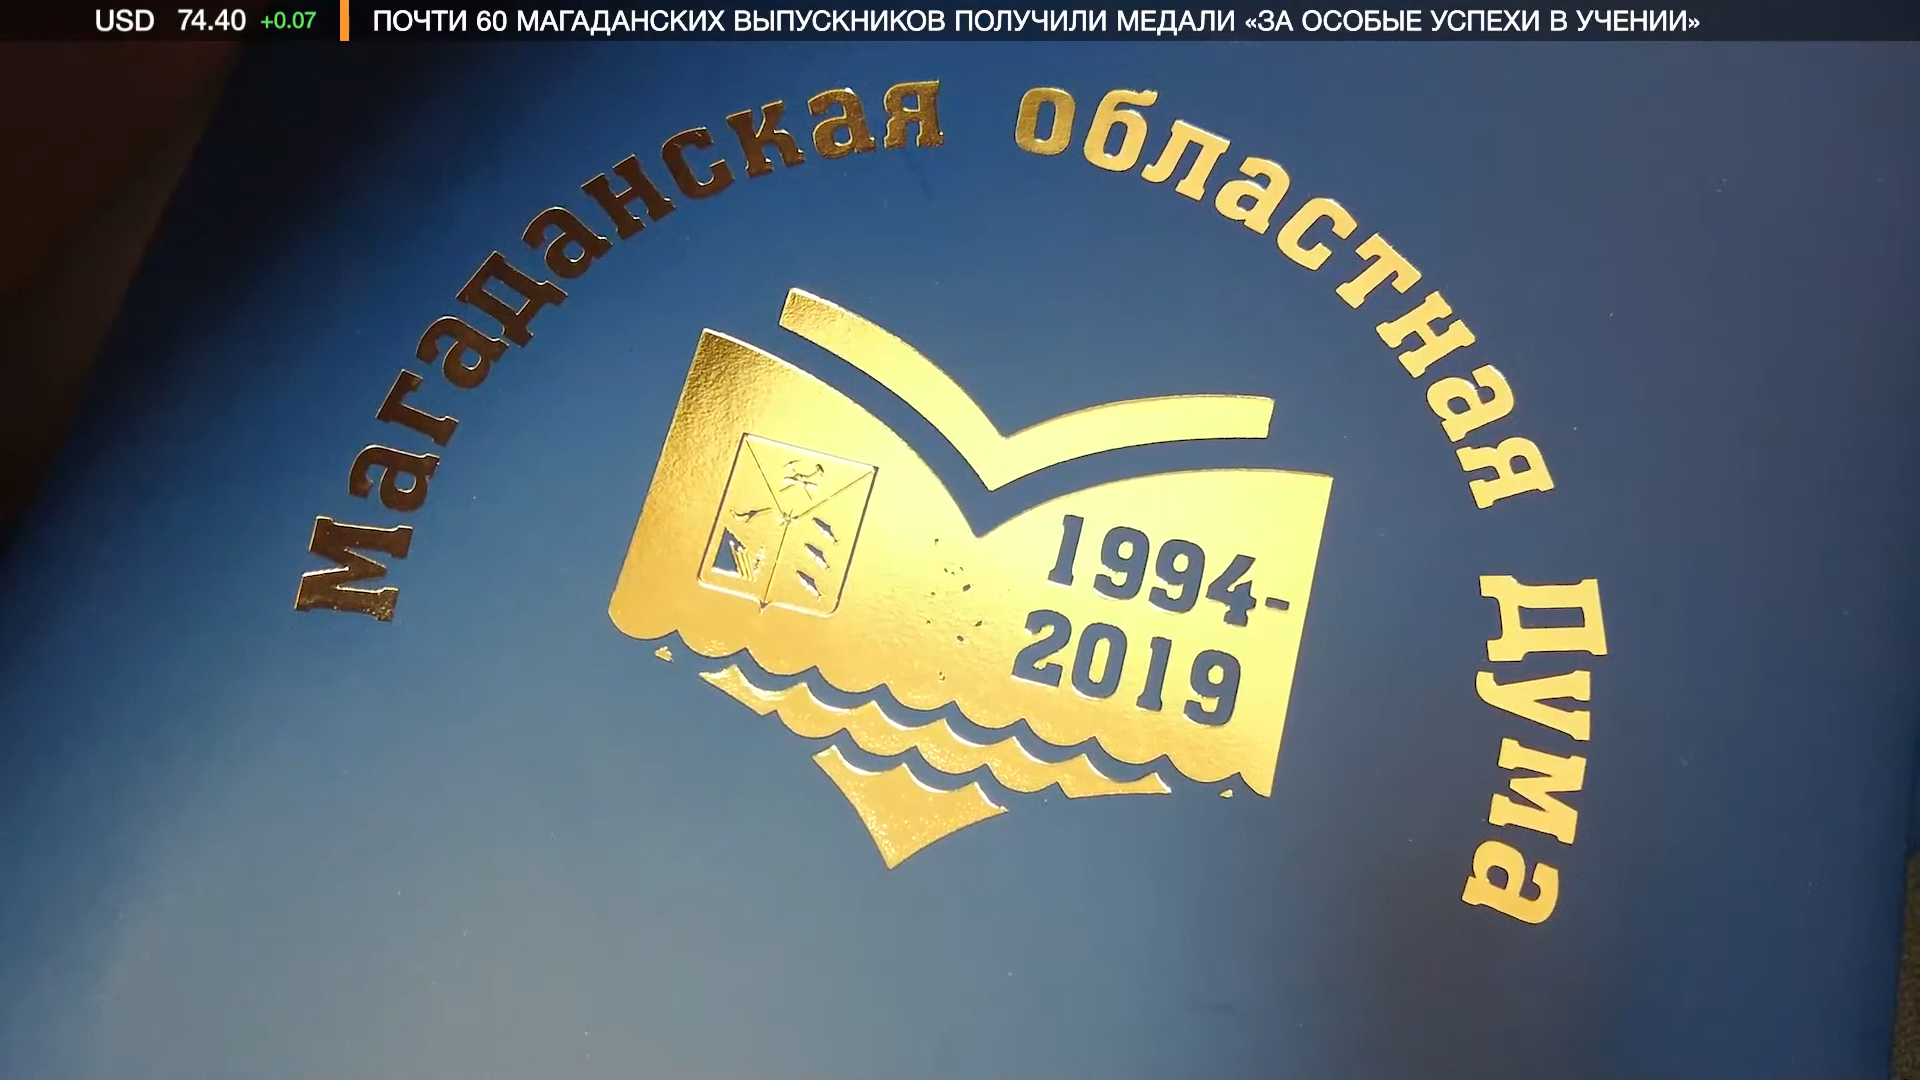 USD 74.40 +0.07 ПОЧТИ 60 МАГАДАНСКИХ ВЫПУСКНИКОВ ПОЛУЧИЛИ МЕДАЛИ «ЗА ОСОБЫЕ УСПЕХИ В УЧЕНИИ»
Магаданская областная Дума
1994-
2019